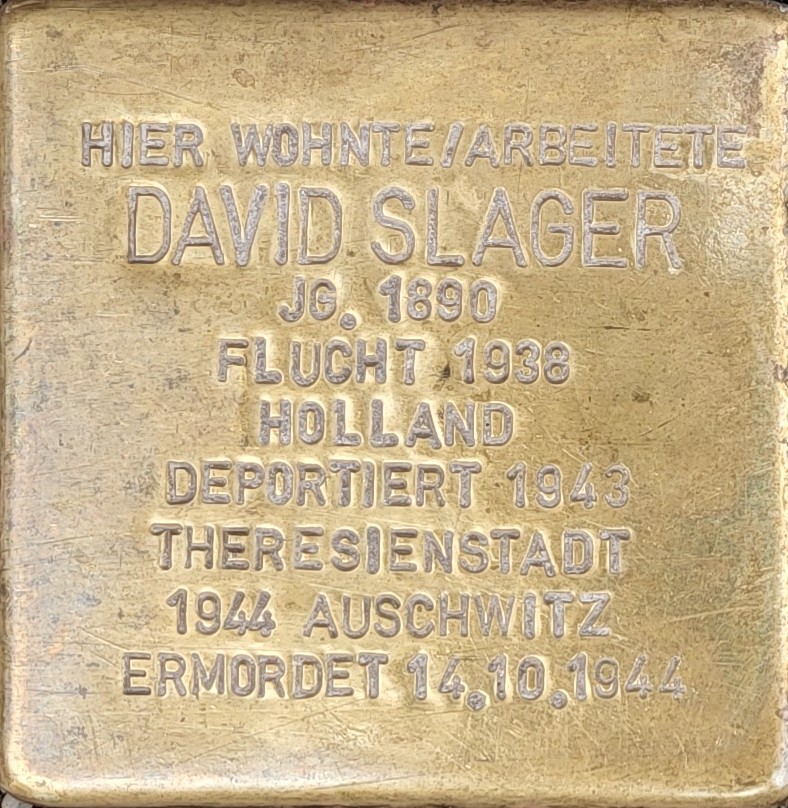 HIER WOHNTE/ARBEITETE
DAVID SLAGER
JG. 1890
FLUCHT 1938
HOLLAND
DEPORTIERT 1943
THERESIENSTADT
1944 AUSCHWITZ
ERMORDET 14.10.1944